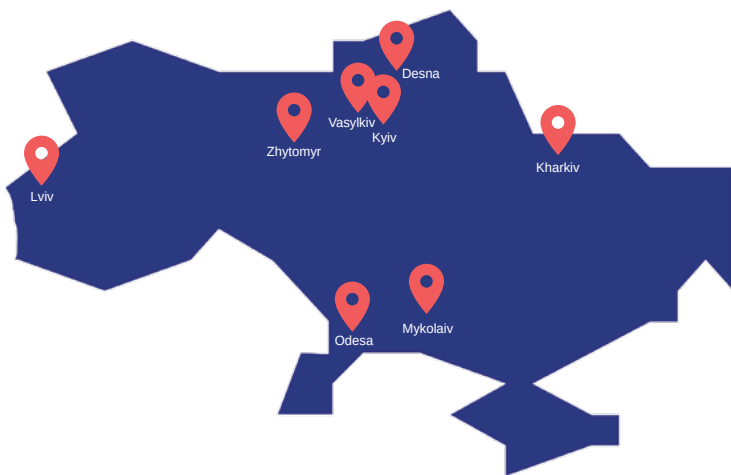 Desna
Vasylkiv
Kyiv
Zhytomyr
Kharkiv
Lviv
Mykolaiv
Odesa